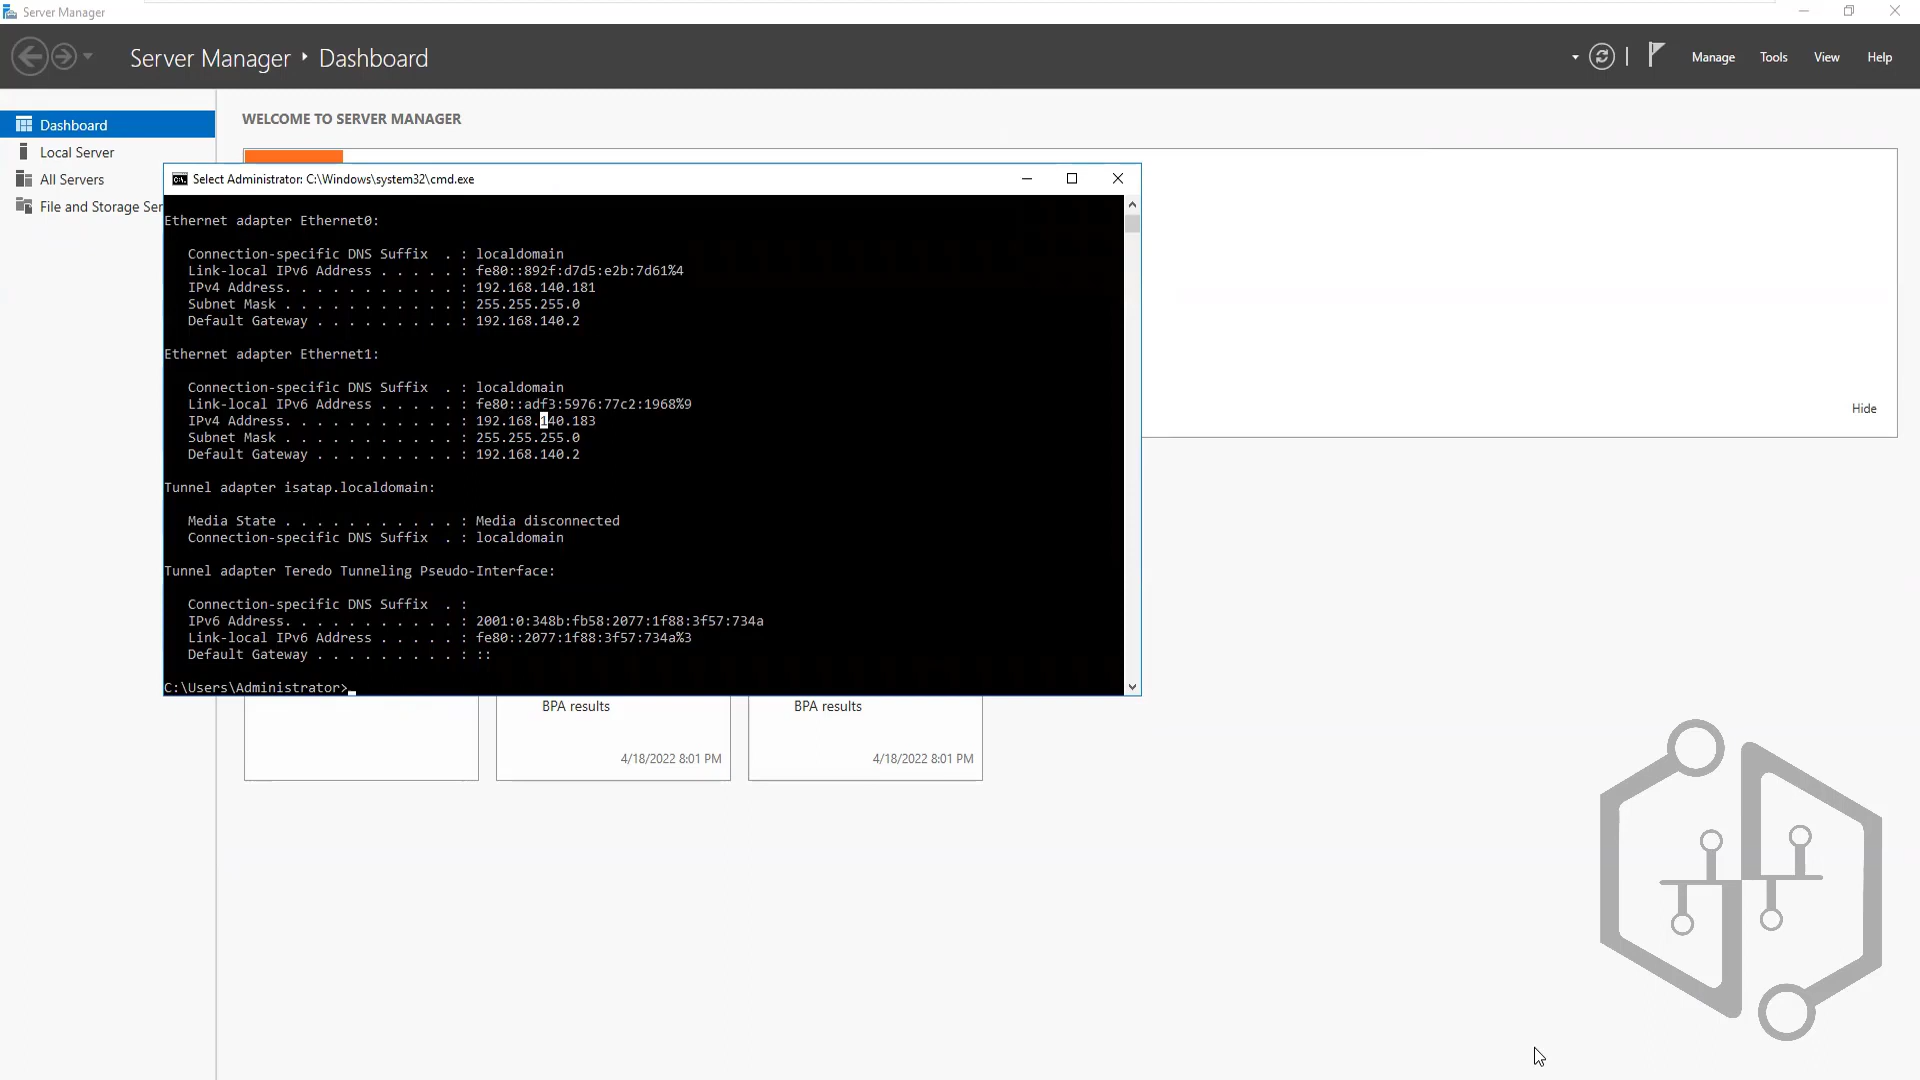 Server Manager
Server Manager ‣ Dashboard
Manage Tools View Help
Dashboard
Local Server
All Servers
File and Storage Ser
WELCOME TO SERVER MANAGER
Hide
Select Administrator: C:\Windows\system32\cmd.exe
Ethernet adapter Ethernet0:
Connection-specific DNS Suffix . : localdomain
Link-local IPv6 Address . . . . . : fe80::892f:d7d5:e2b:7d61%4
IPv4 Address. . . . . . . . . . . : 192.168.140.181
Subnet Mask . . . . . . . . . . . : 255.255.255.0
Default Gateway . . . . . . . . . : 192.168.140.2
Ethernet adapter Ethernet1:
Connection-specific DNS Suffix . : localdomain
Link-local IPv6 Address . . . . . : fe80::adf3:5976:77c2:1968%9
IPv4 Address. . . . . . . . . . . : 192.168.140.183
Subnet Mask . . . . . . . . . . . : 255.255.255.0
Default Gateway . . . . . . . . . : 192.168.140.2
Tunnel adapter isatap.localdomain:
Media State . . . . . . . . . . . : Media disconnected
Connection-specific DNS Suffix . : localdomain
Tunnel adapter Teredo Tunneling Pseudo-Interface:
Connection-specific DNS Suffix . :
IPv6 Address. . . . . . . . . . . : 2001:0:348b:fb58:2077:1f88:3f57:734a
Link-local IPv6 Address . . . . . : fe80::2077:1f88:3f57:734a%3
Default Gateway . . . . . . . . . : ::
C:\Users\Administrator>
BPA results
4/18/2022 8:01 PM
BPA results
4/18/2022 8:01 PM